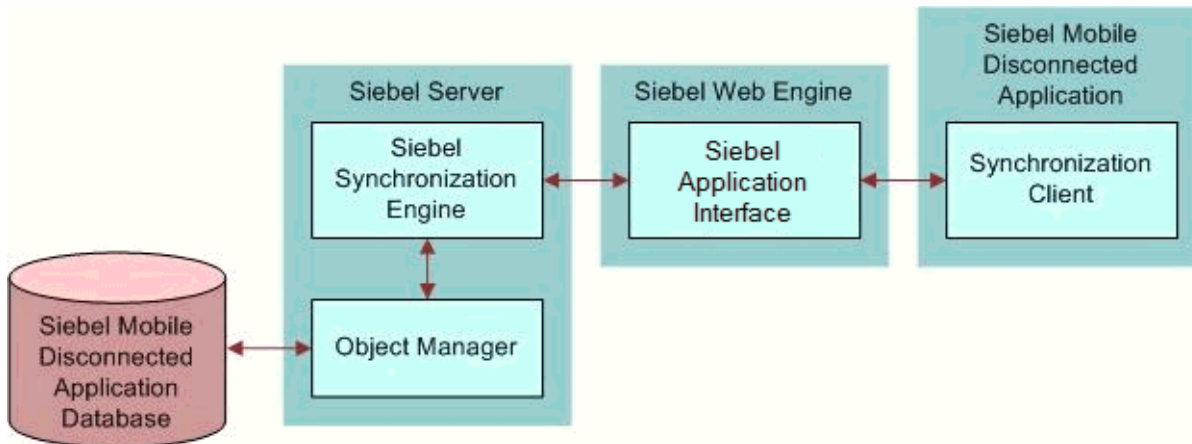 Siebel Server
Siebel
Synchronization
Engine
Object Manager
Siebel Mobile
Disconnected
Application
Database
Siebel Web Engine
Siebel
Application
Interface
Siebel Mobile
Disconnected
Application
Synchronization
Client